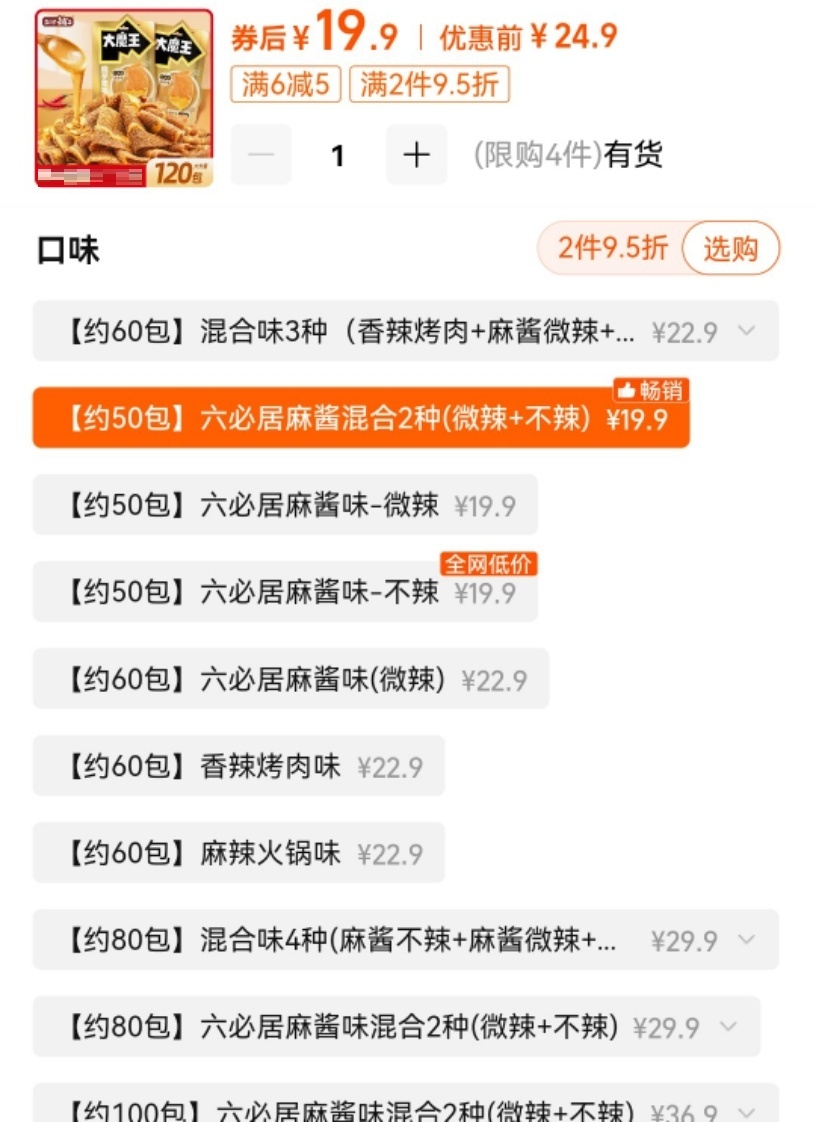 大魔王 大魔王
120包
券后¥19.9 | 优惠前¥24.9
满6减5 满2件9.5折
1 + (限购4件)有货
口味
2件9.5折 选购
【约60包】混合味3种（香辣烤肉+麻酱微辣+... ¥22.9
畅销
【约50包】六必居麻酱混合2种(微辣+不辣) ¥19.9
【约50包】六必居麻酱味-微辣 ¥19.9
全网低价
【约50包】六必居麻酱味-不辣 ¥19.9
【约60包】六必居麻酱味(微辣) ¥22.9
【约60包】香辣烤肉味 ¥22.9
【约60包】麻辣火锅味 ¥22.9
【约80包】混合味4种(麻酱不辣+麻酱微辣+... ¥29.9
【约80包】六必居麻酱味混合2种(微辣+不辣) ¥29.9
【约100包】六必居麻酱味混合2种(微辣+不辣) ¥36.9